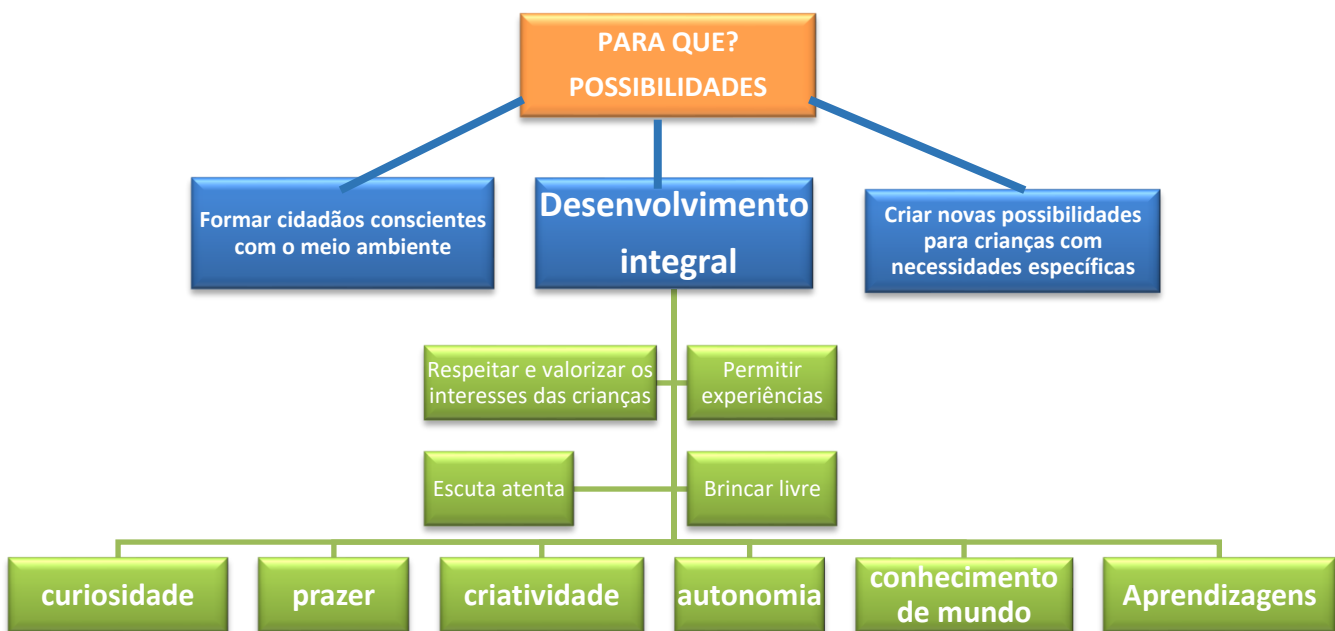 PARA QUE?
POSSIBILIDADES
Formar cidadãos conscientes
com o meio ambiente
Desenvolvimento
integral
Criar novas possibilidades
para crianças com
necessidades específicas
Respeitar e valorizar os
interesses das crianças
Permitir
experiências
Escuta atenta
Brincar livre
curiosidade
prazer
criatividade
autonomia
conhecimento
de mundo
Aprendizagens